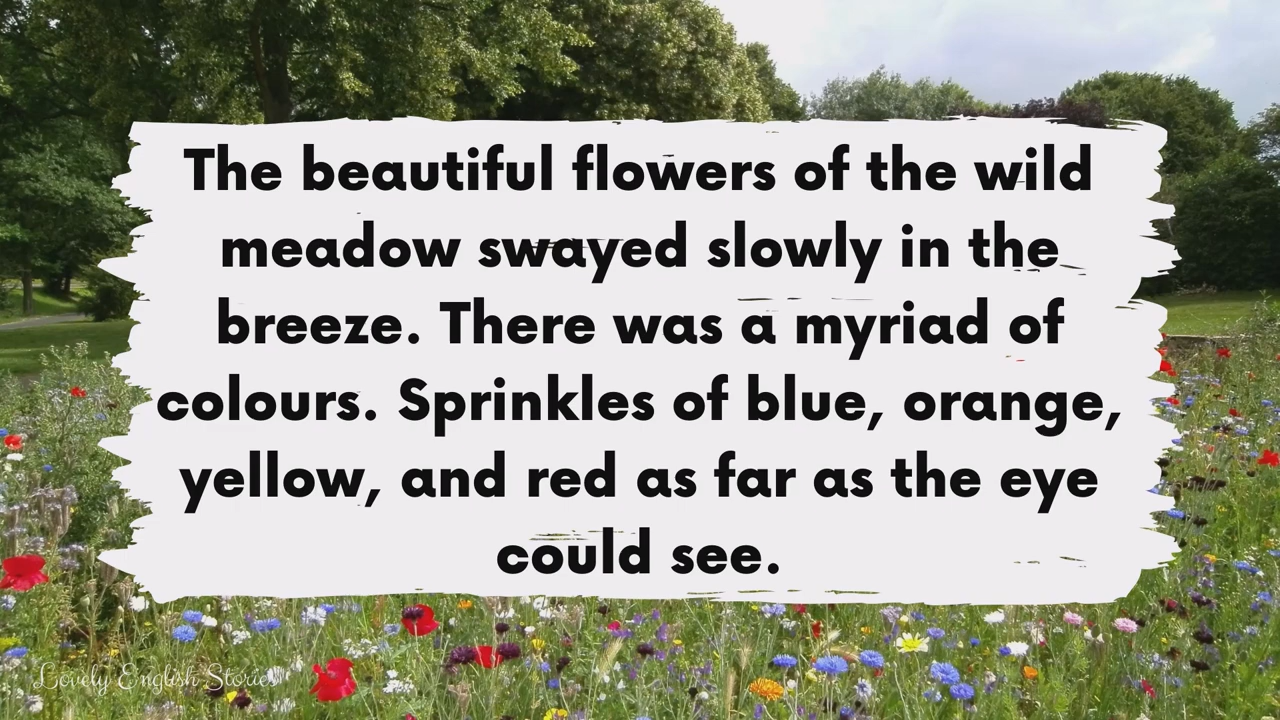 The beautiful flowers of the wild
meadow swayed slowly in the
breeze. There was a myriad of
colours. Sprinkles of blue, orange,
yellow, and red as far as the eye
could see.
Lovely English Stories